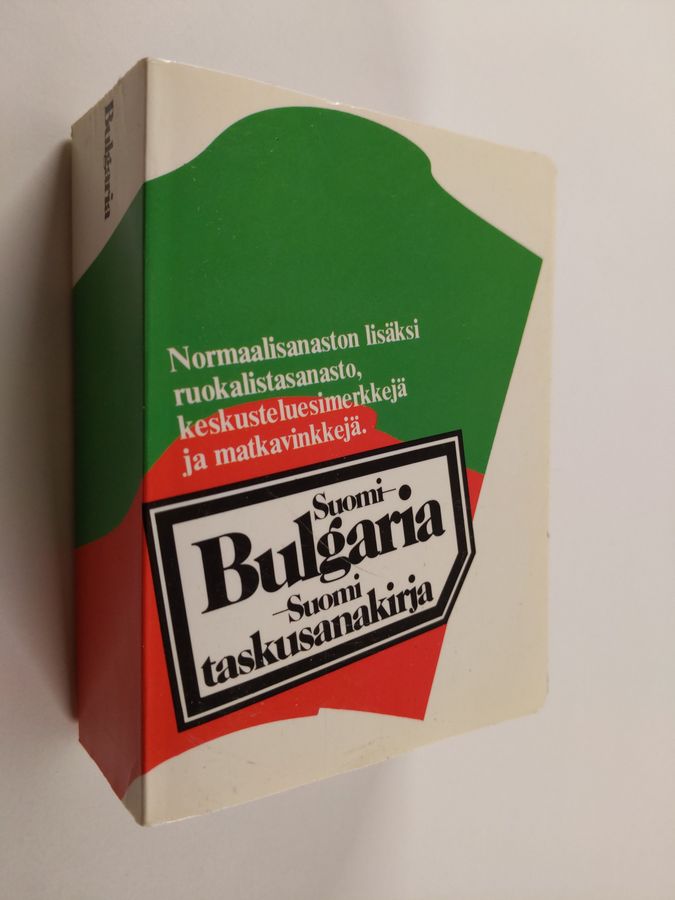 Bulgaria
Normaalisanaston lisäksi
ruokalistasanasto,
keskusteluesimerkkejä
ja matkavinkkejä.
Suomi–
Bulgaria
–Suomi
taskusanakirja